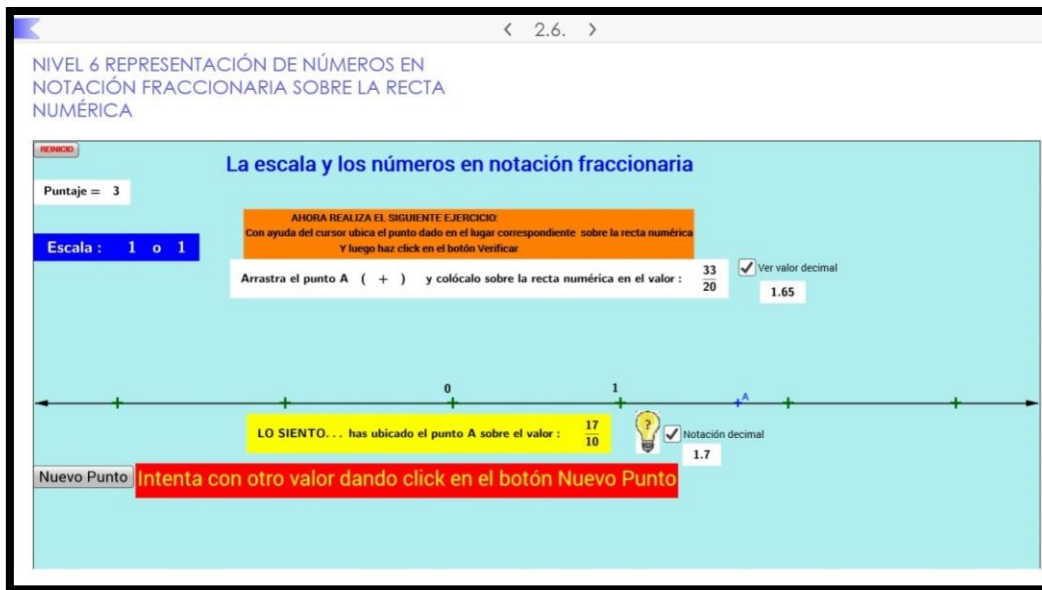 2.6.
NIVEL 6 REPRESENTACIÓN DE NÚMEROS EN
NOTACIÓN FRACCIONARIA SOBRE LA RECTA
NUMÉRICA
REINICIO
La escala y los números en notación fraccionaria
Puntaje = 3
AHORA REALIZA EL SIGUIENTE EJERCICIO:
Con ayuda del cursor ubica el punto dado en el lugar correspondiente sobre la recta numérica
Y luego haz click en el botón Verificar
Escala : 1 o 1
Arrastra el punto A ( + ) y colócalo sobre la recta numérica en el valor : 33/20
Ver valor decimal
1.65
0 1
A
LO SIENTO... has ubicado el punto A sobre el valor : 17/10
?
Notación decimal
1.7
Nuevo Punto
Intenta con otro valor dando click en el botón Nuevo Punto